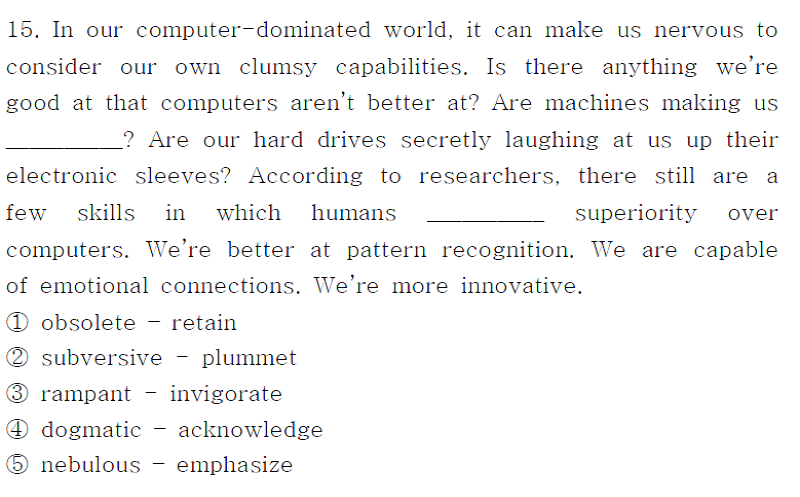 15. In our computer-dominated world, it can make us nervous to
consider our own clumsy capabilities. Is there anything we're
good at that computers aren't better at? Are machines making us
__________? Are our hard drives secretly laughing at us up their
electronic sleeves? According to researchers, there still are a
few skills in which humans __________ superiority over
computers. We're better at pattern recognition. We are capable
of emotional connections. We're more innovative.
① obsolete - retain
② subversive - plummet
③ rampant - invigorate
④ dogmatic - acknowledge
⑤ nebulous - emphasize